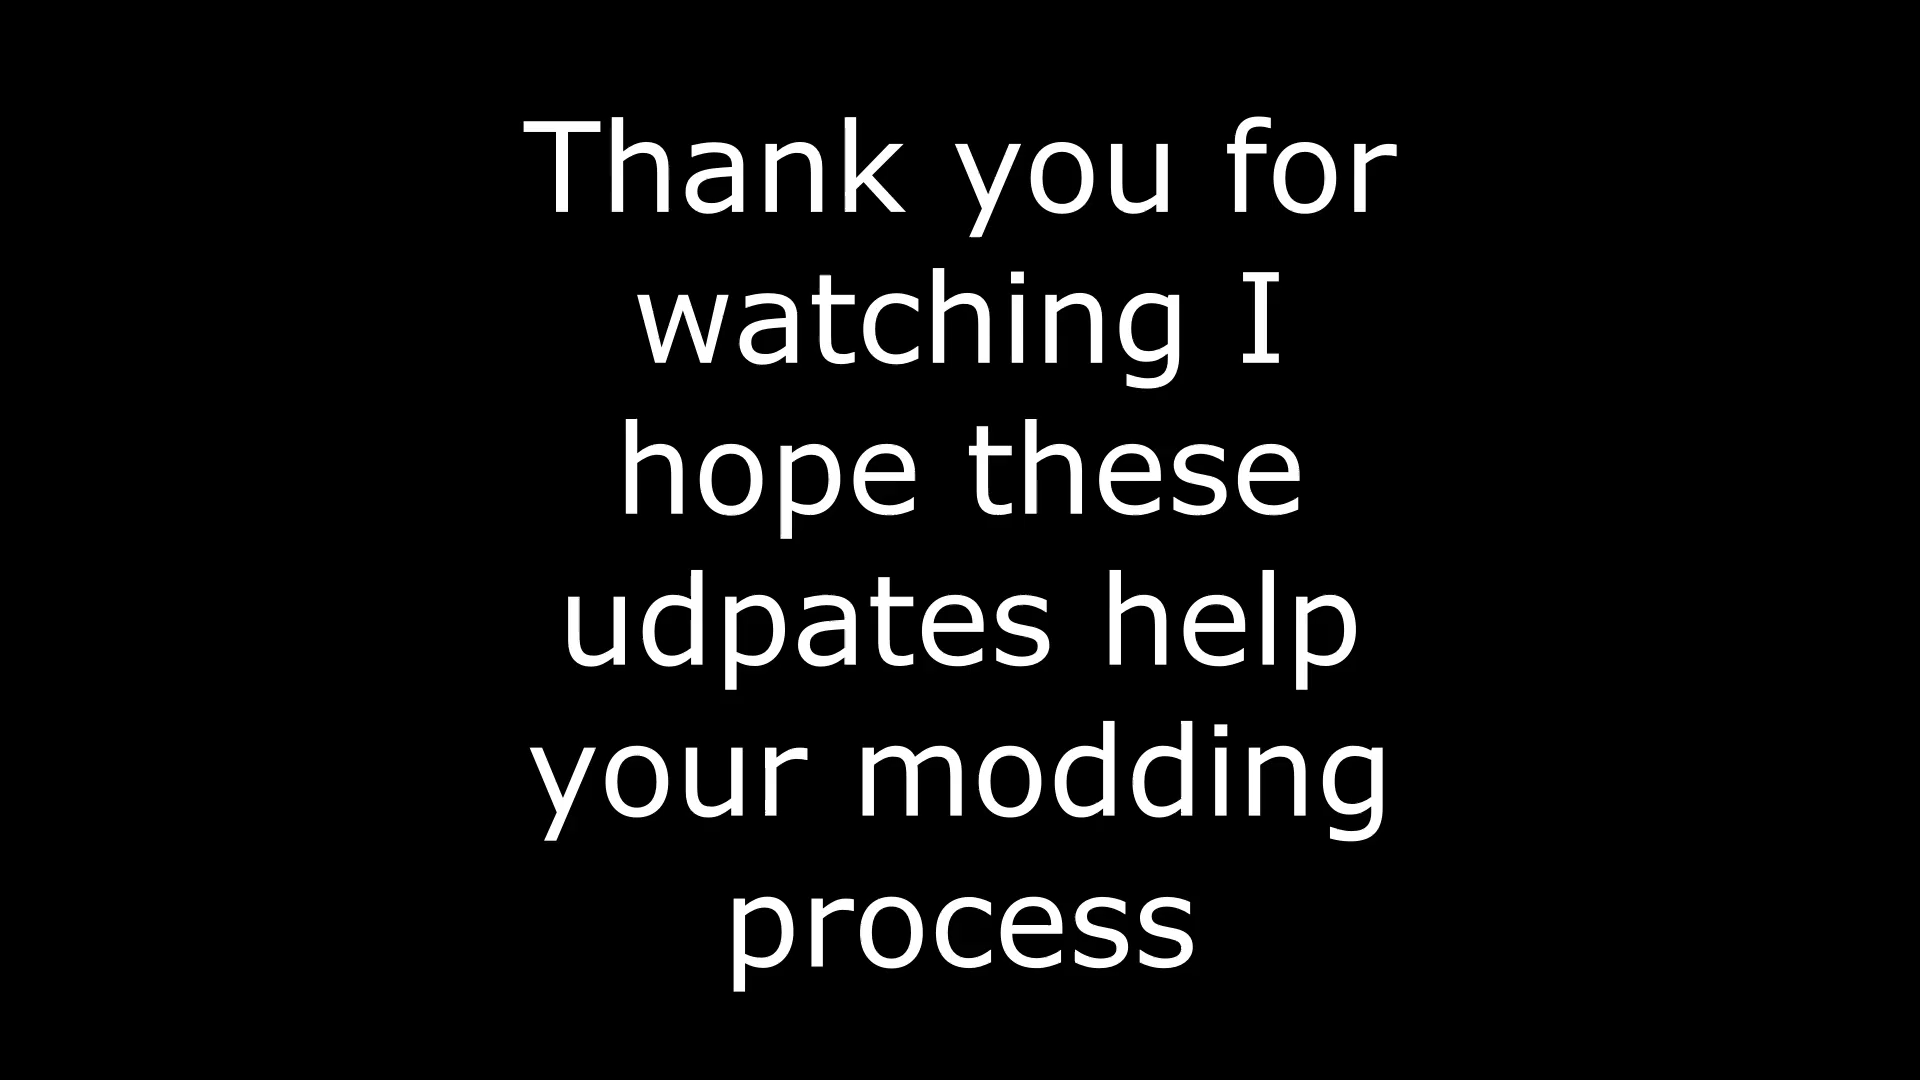 Thank you for
watching I
hope these
udpates help
your modding
process